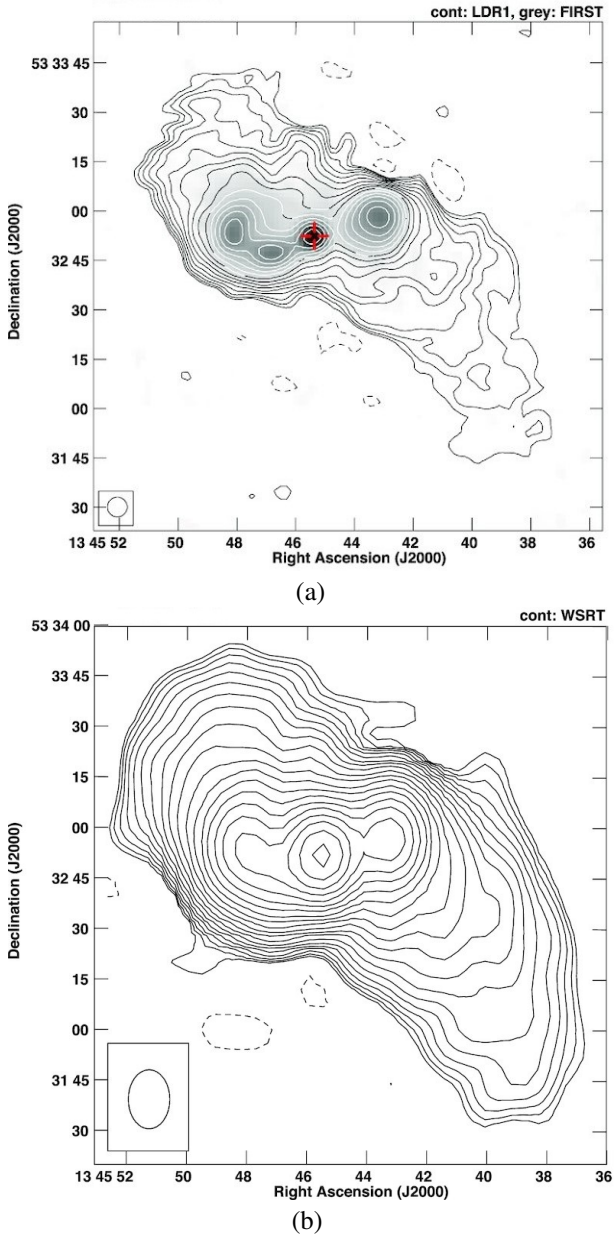 cont: LDR1, grey: FIRST
53 33 45
30
15
00
32 45
30
15
00
31 45
30
Declination (J2000)
13 45 52 50 48 46 44 42 40 38
Right Ascension (J2000)
(a)
cont: WSRT
53 34 00
33 45
30
15
00
32 45
30
15
00
31 45
30
Declination (J2000)
13 45 52 50 48 46 44 42 40 38 36
Right Ascension (J2000)
(b)